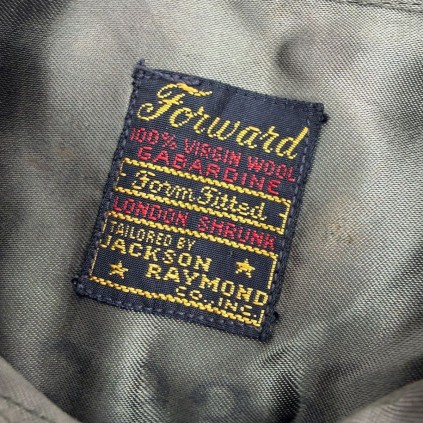 Forward
100% VIRGIN WOOL
GABARDINE
Form Fitted
LONDON SHRUNK
TAILORED BY
JACKSON
RAYMOND
CO., INC.